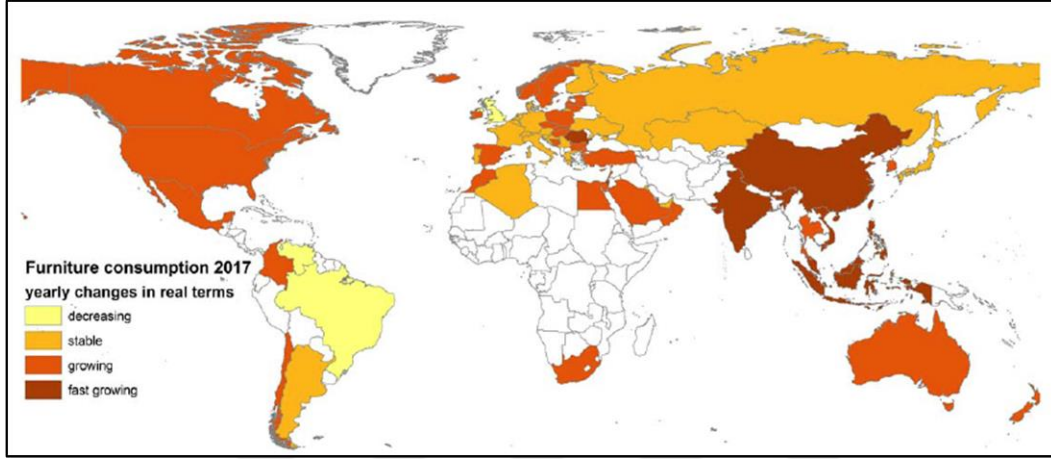 Furniture consumption 2017
yearly changes in real terms
decreasing
stable
growing
fast growing